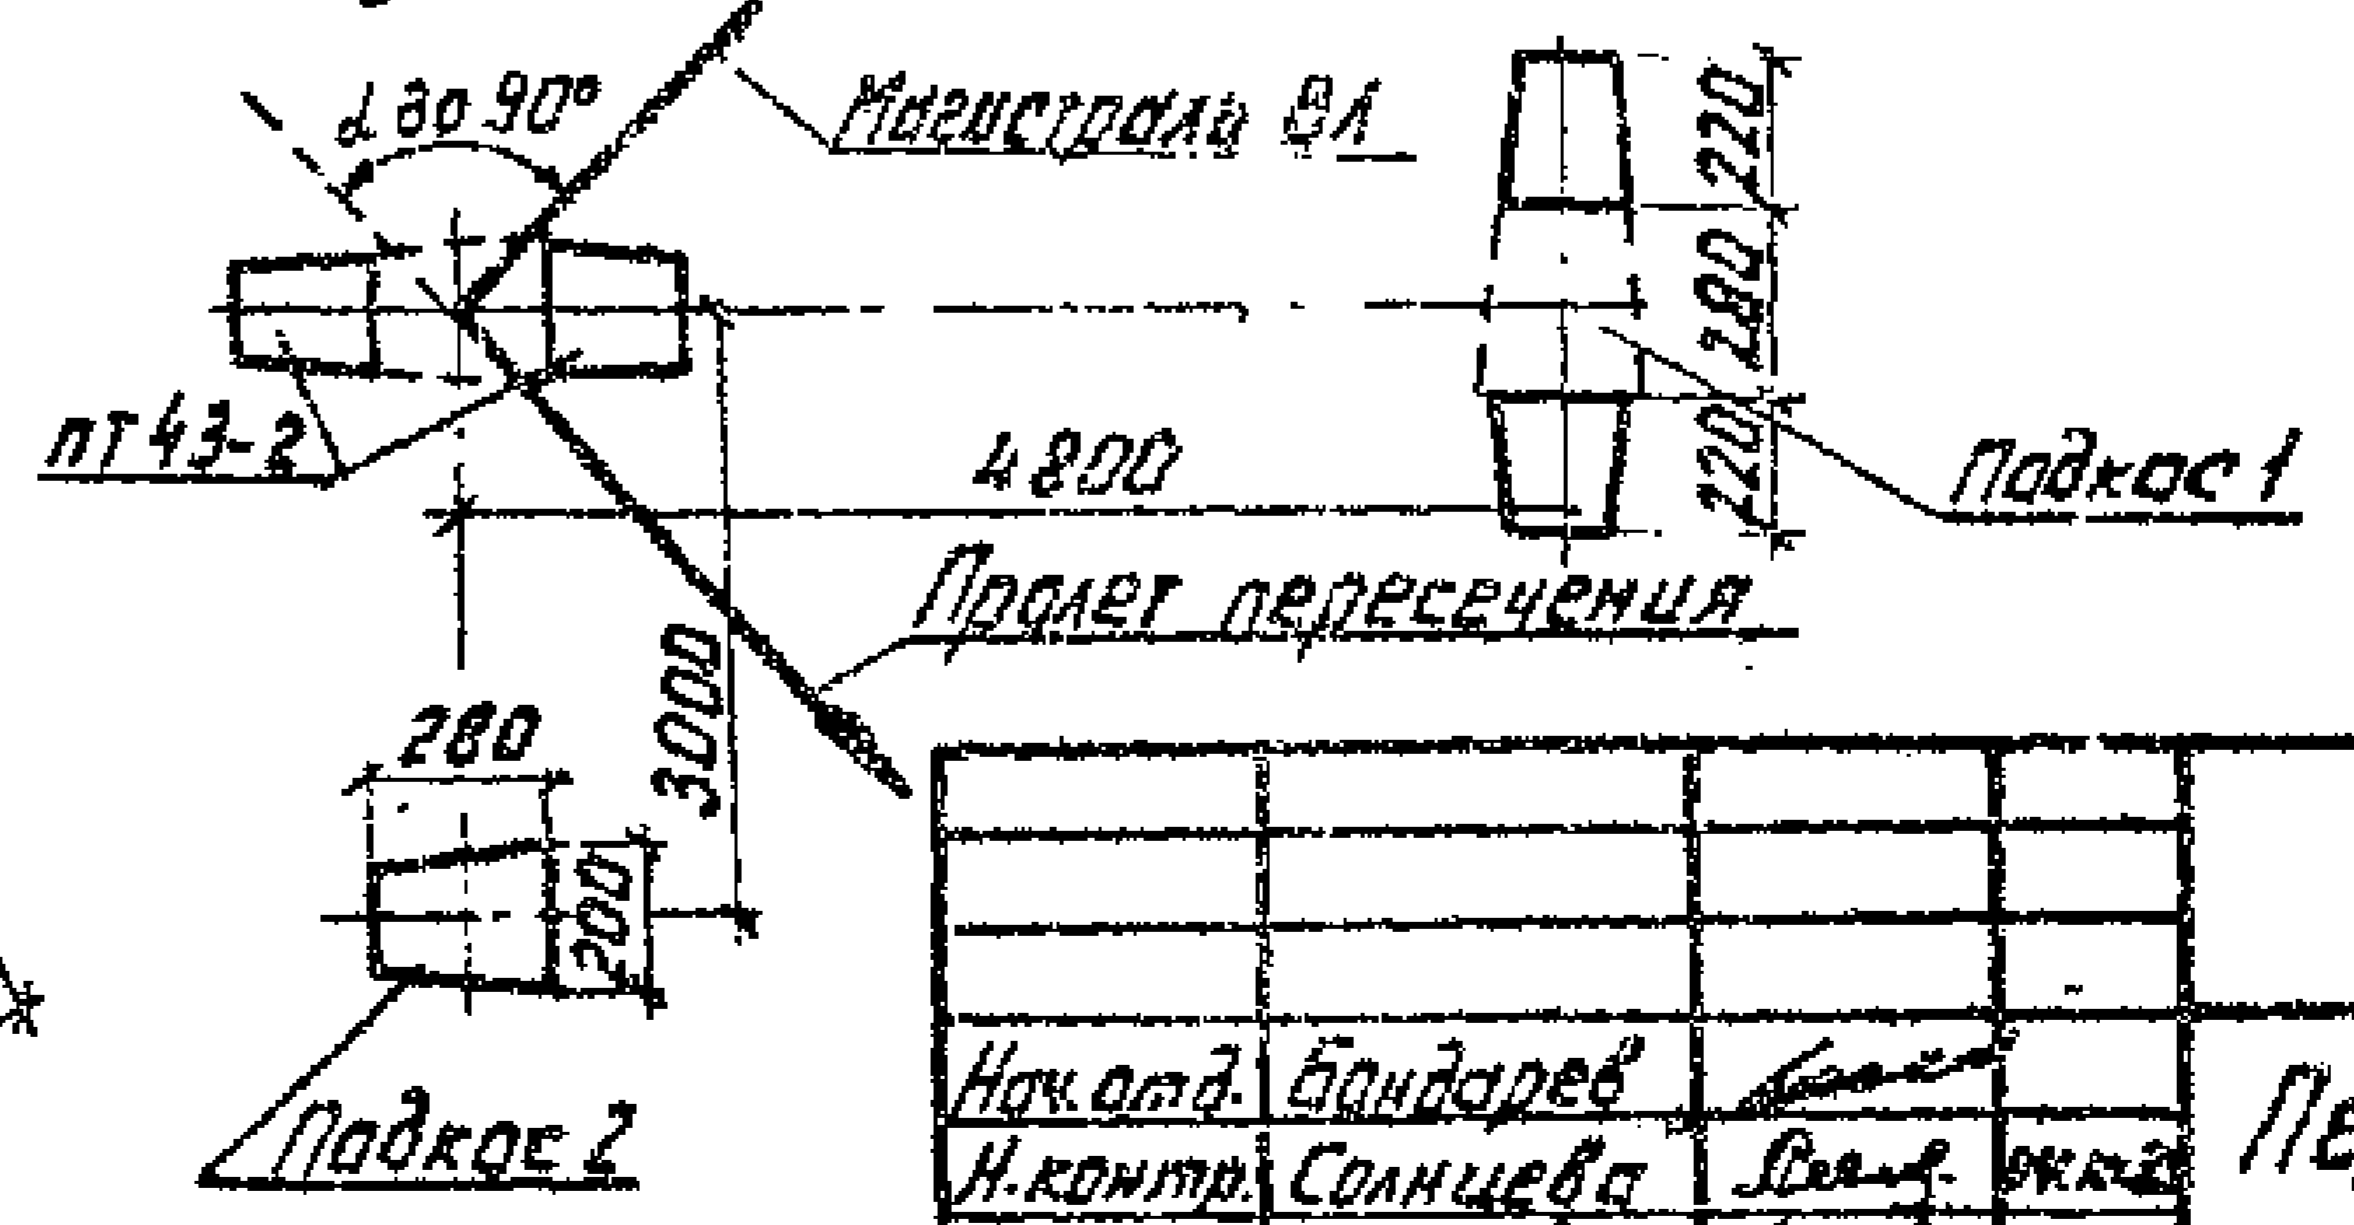 α до 90°
Магистраль ВЛ
220
280
220
пт 43-2
4800
Подкос 1
Пролет пересечения
3000
280
200
Подкос 2
Нач. отд. Бондарев
Н.контр. Солнцева